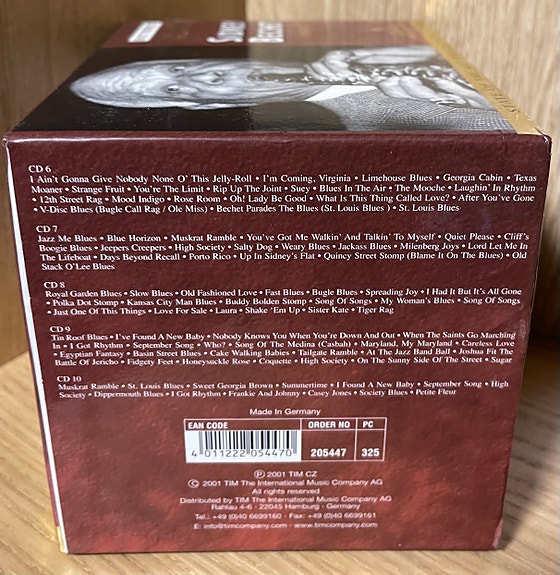 CD 6
I Ain't Gonna Give Nobody None O' This Jelly-Roll • I'm Coming, Virginia • Limehouse Blues • Georgia Cabin • Texas
Moaner • Strange Fruit • You're The Limit • Rip Up The Joint • Suey • Blues In The Air • The Mooche • Laughin' In Rhythm
• 12th Street Rag • Mood Indigo • Rose Room • Oh! Lady Be Good • What Is This Thing Called Love? • After You've Gone
• V-Disc Blues (Bugle Call Rag / Ole Miss) • Bechet Parades The Blues (St. Louis Blues ) • St. Louis Blues
CD 7
Jazz Me Blues • Blue Horizon • Muskrat Ramble • You've Got Me Walkin' And Talkin' To Myself • Quiet Please • Cliff's
Boogie Blues • Jeepers Creepers • High Society • Salty Dog • Weary Blues • Jackass Blues • Milenberg Joys • Lord Let Me In
The Lifeboat • Days Beyond Recall • Porto Rico • Up In Sidney's Flat • Quincy Street Stomp (Blame It On The Blues) • Old
Stack O'Lee Blues
CD 8
Royal Garden Blues • Slow Blues • Old Fashioned Love • Fast Blues • Bugle Blues • Spreading Joy • I Had It But It's All Gone
• Polka Dot Stomp • Kansas City Man Blues • Buddy Bolden Stomp • Song Of Songs • My Woman's Blues • Song Of Songs
• Just One Of This Things • Love For Sale • Laura • Shake 'Em Up • Sister Kate • Tiger Rag
CD 9
Tin Roof Blues • I've Found A New Baby • Nobody Knows You When You're Down And Out • When The Saints Go Marching
In • I Got Rhythm • September Song • Who? • Song Of The Medina (Casbah) • Maryland, My Maryland • Careless Love
• Egyptian Fantasy • Basin Street Blues • Cake Walking Babies • Tailgate Ramble • At The Jazz Band Ball • Joshua Fit The
Battle Of Jericho • Fidgety Feet • Honeysuckle Rose • Coquette • High Society • On The Sunny Side Of The Street • Sugar
CD 10
Muskrat Ramble • St. Louis Blues • Sweet Georgia Brown • Summertime • I Found A New Baby • September Song • High
Society • Dippermouth Blues • I Got Rhythm • Frankie And Johnny • Casey Jones • Society Blues • Petite Fleur
Made In Germany
EAN CODE ORDER NO PC
4 011222 054470 205447 325
℗ 2001 TIM CZ
© 2001 TIM The International Music Company AG
All rights reserved
Distributed by TIM The International Music Company AG
Rahlau 4-6 - 22045 Hamburg - Germany
Tel.: +49 (0)40 6699160 - Fax: +49 (0)40 6699161
E: info@timcompany.com - www.timcompany.com